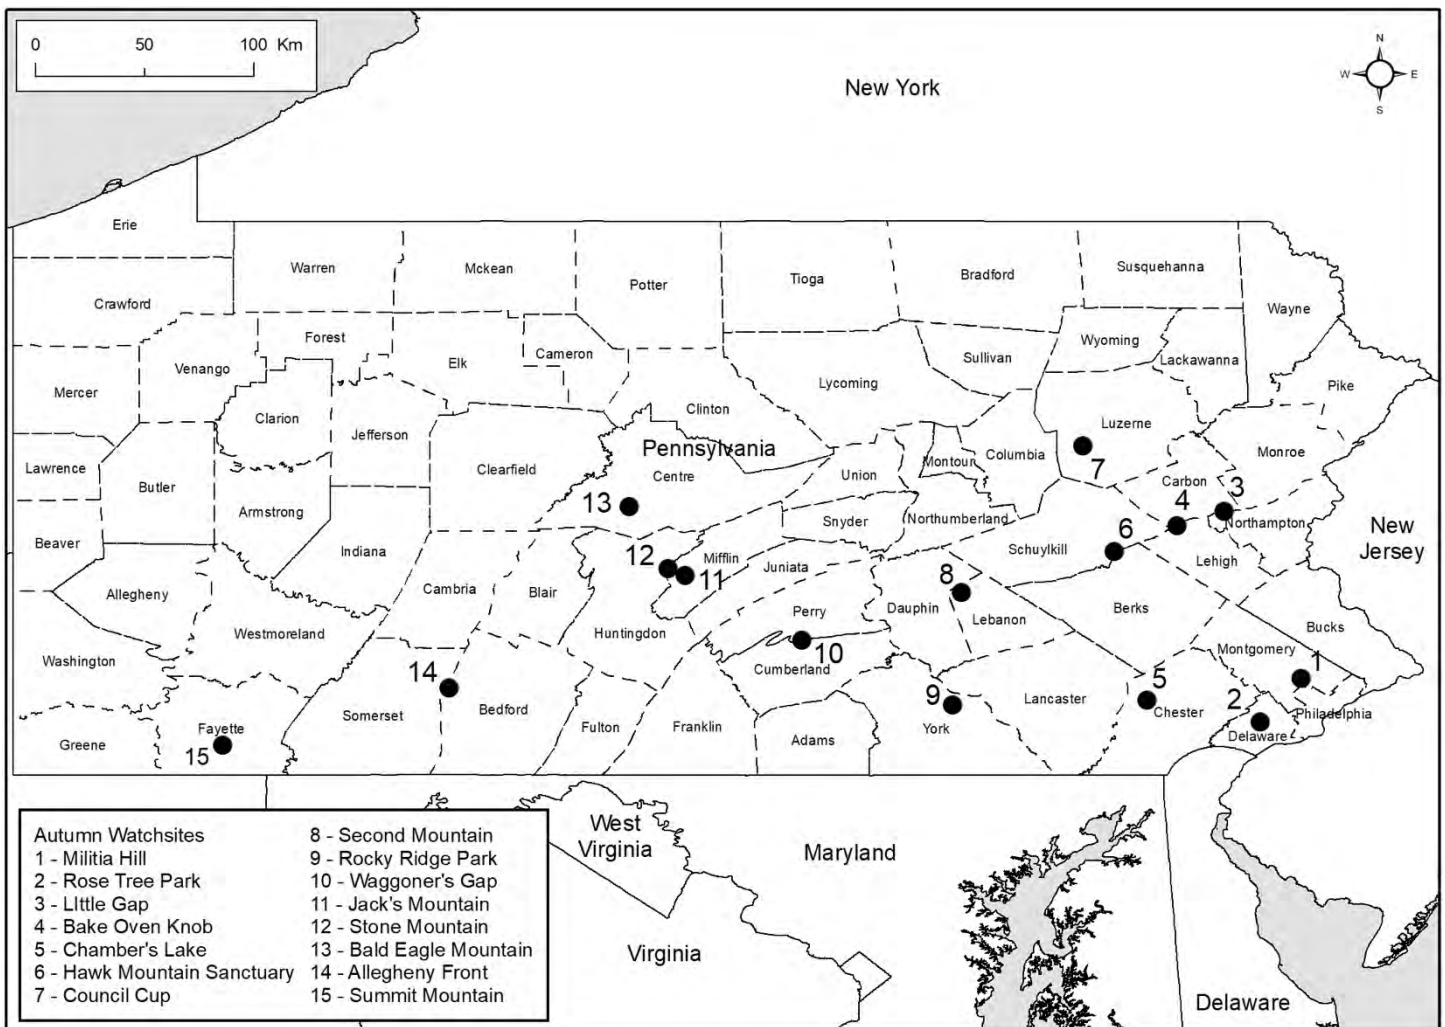 0 50 100 Km
N
W E
S
New York
Erie
Warren
Mckean
Potter
Tioga
Bradford
Susquehanna
Wayne
Crawford
Forest
Venango
Elk
Cameron
Sullivan
Wyoming
Lackawanna
Mercer
Lycoming
Pike
Clarion
Clinton
Jefferson
Luzerne
Pennsylvania
Lawrence
Clearfield
Centre
Union
Montour
Columbia
7
Monroe
Butler
Carbon
Armstrong
13
4
3
Snyder
Northumberland
Northampton
New
Jersey
Beaver
Indiana
12
Mifflin
11
Juniata
Schuylkill
6
Lehigh
Allegheny
Cambria
Blair
8
Westmoreland
Huntingdon
Perry
Dauphin
Lebanon
Berks
Bucks
Washington
10
Cumberland
Montgomery
1
14
5
2
9
Somerset
Bedford
Lancaster
Chester
Philadelphia
Greene
Fayette
15
Fulton
Franklin
Adams
York
Delaware
West
Virginia
Maryland
Virginia
Delaware
Autumn Watchsites
1 - Militia Hill
2 - Rose Tree Park
3 - LIttle Gap
4 - Bake Oven Knob
5 - Chamber's Lake
6 - Hawk Mountain Sanctuary
7 - Council Cup
8 - Second Mountain
9 - Rocky Ridge Park
10 - Waggoner's Gap
11 - Jack's Mountain
12 - Stone Mountain
13 - Bald Eagle Mountain
14 - Allegheny Front
15 - Summit Mountain